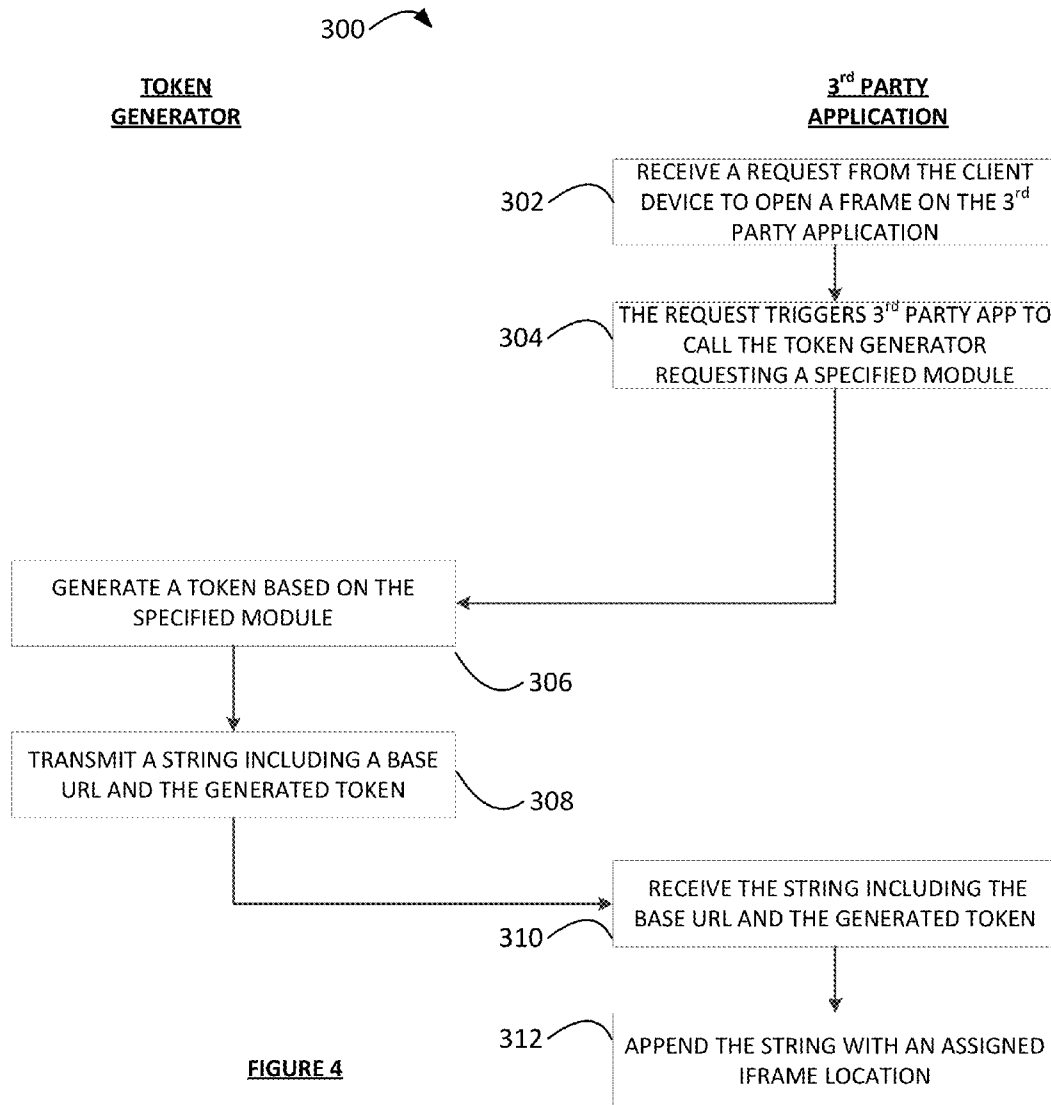 300
TOKEN
GENERATOR
3rd PARTY
APPLICATION
302
RECEIVE A REQUEST FROM THE CLIENT
DEVICE TO OPEN A FRAME ON THE 3rd
PARTY APPLICATION
304
THE REQUEST TRIGGERS 3rd PARTY APP TO
CALL THE TOKEN GENERATOR
REQUESTING A SPECIFIED MODULE
GENERATE A TOKEN BASED ON THE
SPECIFIED MODULE
306
TRANSMIT A STRING INCLUDING A BASE
URL AND THE GENERATED TOKEN
308
RECEIVE THE STRING INCLUDING THE
BASE URL AND THE GENERATED TOKEN
310
312
APPEND THE STRING WITH AN ASSIGNED
IFRAME LOCATION
FIGURE 4